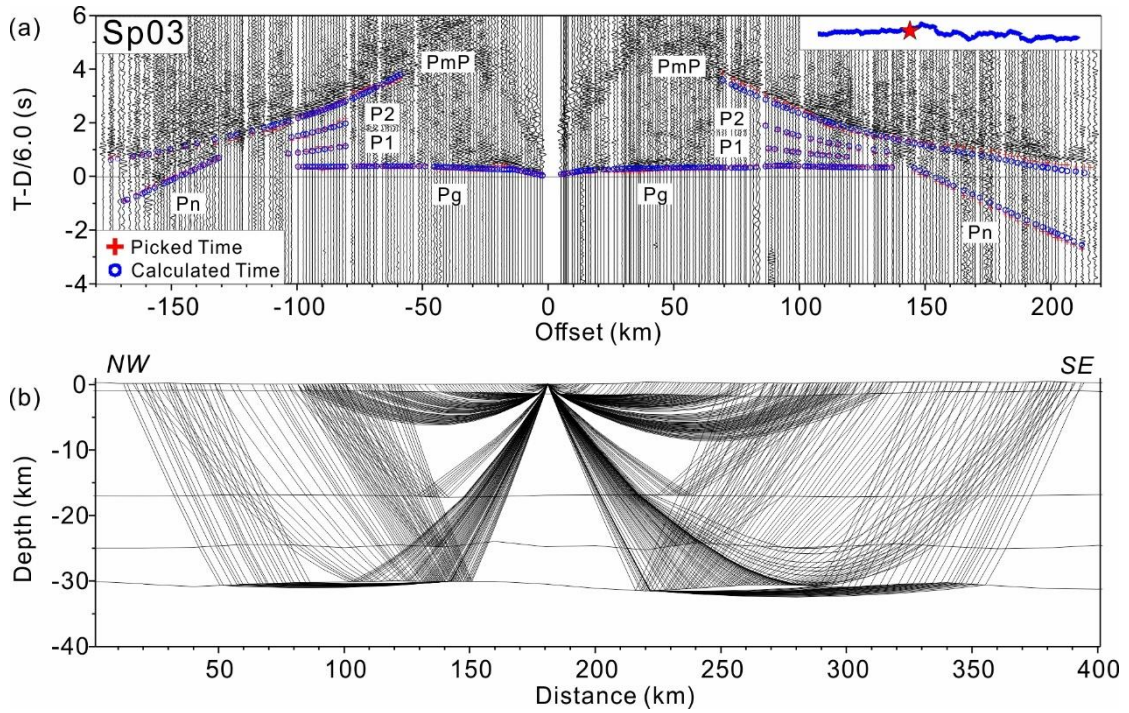 (a)
Sp03
T-D/6.0 (s)
6
4
2
0
-2
-4
PmP
PmP
P2
P2
P1
P1
Pg
Pg
Pn
Pn
Picked Time
Calculated Time
-150 -100 -50 0 50 100 150 200
Offset (km)
NW
SE
(b)
Depth (km)
0
-10
-20
-30
-40
50 100 150 200 250 300 350 400
Distance (km)